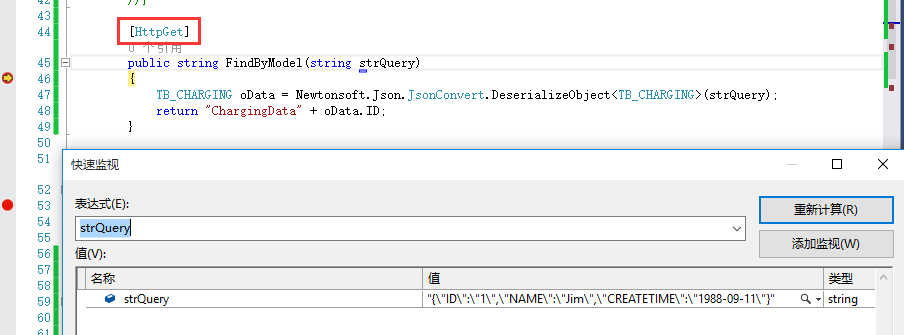 42 //}
43
44 [HttpGet]
0 个引用
45 public string FindByModel(string strQuery)
46 {
47 TB_CHARGING oData = Newtonsoft.Json.JsonConvert.DeserializeObject<TB_CHARGING>(strQuery);
48 return "ChargingData" + oData.ID;
49 }
50
51
52
53
54
55
56
57
58
59
60
61
快速监视
表达式(E):
strQuery
重新计算(R)
添加监视(W)
值(V):
名称 值 类型
strQuery "{\"ID\":\"1\",\"NAME\":\"Jim\",\"CREATETIME\":\"1988-09-11\"}" string